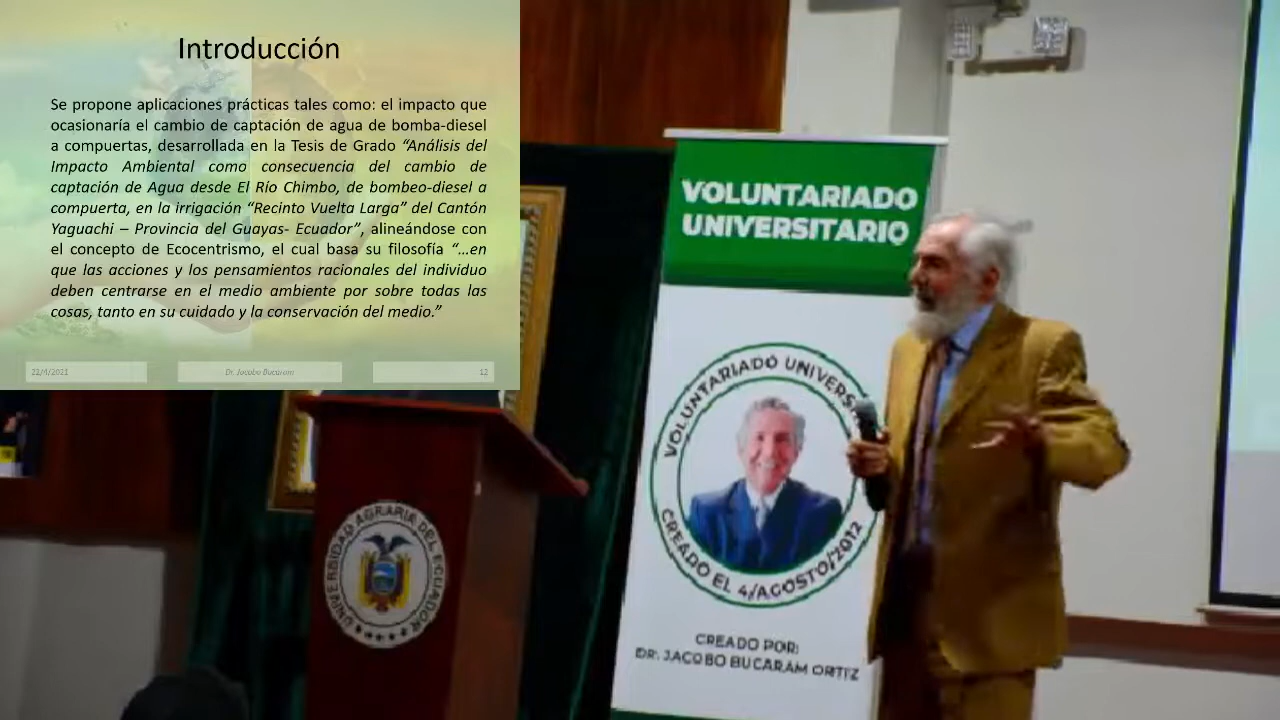 Introducción
Se propone aplicaciones prácticas tales como: el impacto que
ocasionaría el cambio de captación de agua de bomba-diesel
a compuertas, desarrollada en la Tesis de Grado “Análisis del
Impacto Ambiental como consecuencia del cambio de
captación de Agua desde El Río Chimbo, de bombeo-diesel a
compuerta, en la irrigación “Recinto Vuelta Larga” del Cantón
Yaguachi – Provincia del Guayas- Ecuador”, alineándose con
el concepto de Ecocentrismo, el cual basa su filosofía “…en
que las acciones y los pensamientos racionales del individuo
deben centrarse en el medio ambiente por sobre todas las
cosas, tanto en su cuidado y la conservación del medio.”
22/4/2021
Dr. Jacobo Bucaram
12
VOLUNTARIADO
UNIVERSITARIO
VOLUNTARIADO
CREADO EL 4/AGOSTO/2012
CREADO POR:
DR. JACOBO BUCARAM ORTIZ
UNIVERSIDAD AGRARIA DEL ECUADOR